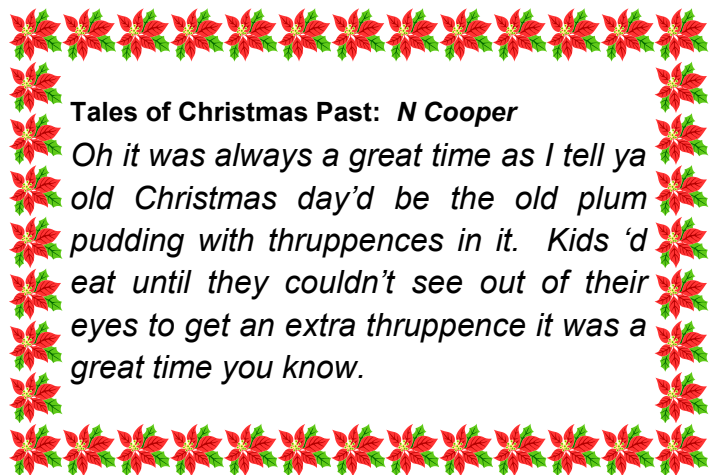 Tales of Christmas Past: N Cooper
Oh it was always a great time as I tell ya
old Christmas day’d be the old plum
pudding with thruppences in it. Kids ‘d
eat until they couldn’t see out of their
eyes to get an extra thruppence it was a
great time you know.